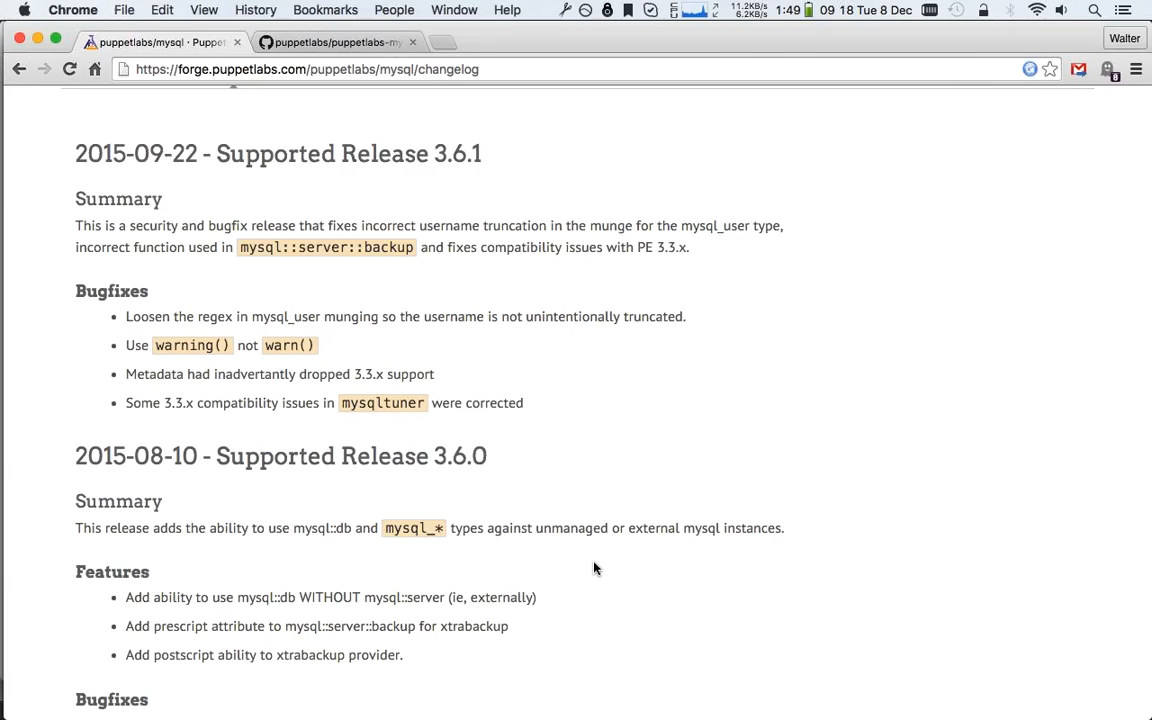 Chrome File Edit View History Bookmarks People Window Help 11.2KB/s 6.2KB/s 1:49 09 18 Tue 8 Dec
puppetlabs/mysql · Puppet puppetlabs/puppetlabs-my Walter
https://forge.puppetlabs.com/puppetlabs/mysql/changelog 8
2015-09-22 - Supported Release 3.6.1
Summary
This is a security and bugfix release that fixes incorrect username truncation in the munge for the mysql_user type,
incorrect function used in mysql::server::backup and fixes compatibility issues with PE 3.3.x.
Bugfixes
• Loosen the regex in mysql_user munging so the username is not unintentionally truncated.
• Use warning() not warn()
• Metadata had inadvertantly dropped 3.3.x support
• Some 3.3.x compatibility issues in mysqltuner were corrected
2015-08-10 - Supported Release 3.6.0
Summary
This release adds the ability to use mysql::db and mysql_* types against unmanaged or external mysql instances.
Features
• Add ability to use mysql::db WITHOUT mysql::server (ie, externally)
• Add prescript attribute to mysql::server::backup for xtrabackup
• Add postscript ability to xtrabackup provider.
Bugfixes